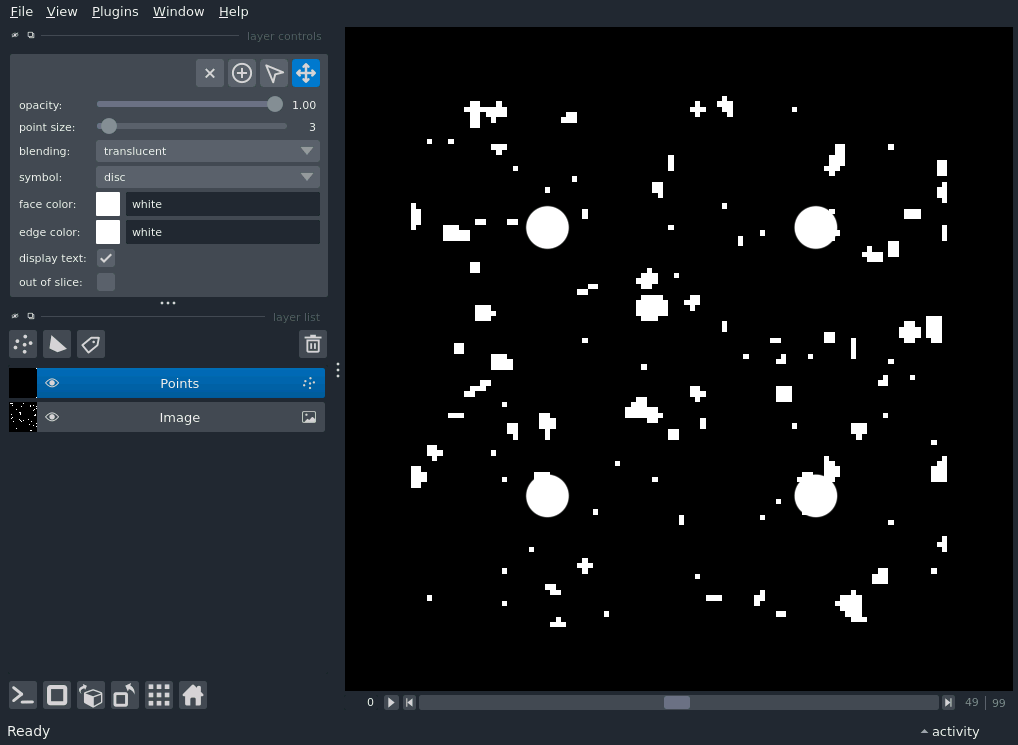 File View Plugins Window Help
layer controls
opacity: 1.00
point size: 3
blending: translucent
symbol: disc
face color: white
edge color: white
display text:
out of slice:
layer list
Points
Image
0 49 | 99
Ready activity